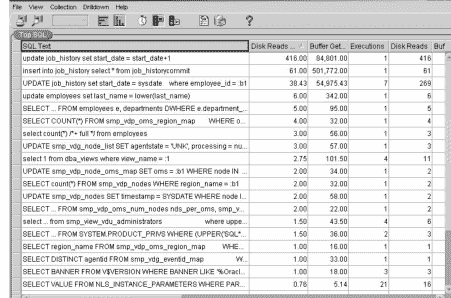 File View Collection Drilldown Help
Top SQL
SQL Text Disk Reads ... Buffer Get... Executions Disk Reads Buf
update job_history set start_date = start_date+1 416.00 84,801.00 1 416
insert into job_history select * from job_historycommit 61.00 501,772.00 1 61
UPDATE job_history set start_date = sysdate where employee_id = :b1 38.43 54,975.43 7 269
update employees set last_name = lower(last_name) 6.00 342.00 1 6
SELECT ... FROM employees e, departments DWHERE e.department_... 5.00 95.00 1 5
SELECT COUNT(*) FROM smp_vdp_oms_region_map WHERE o... 4.00 32.00 1 4
select count(*) /*+ full */ from employees 3.00 56.00 1 3
UPDATE smp_vdg_node_list SET agentstate = 'UNK', processing = nu... 3.00 57.00 1 3
select 1 from dba_views where view_name = :1 2.75 101.50 4 11
UPDATE smp_vdp_node_oms_map SET oms = :b1 WHERE node IN ... 2.00 34.00 1 2
SELECT count(*) FROM smp_vdp_nodes WHERE region_name = :b1 2.00 32.00 1 2
UPDATE smp_vdp_nodes SET timestamp = SYSDATE WHERE node I... 2.00 58.00 1 2
SELECT ... FROM smp_vdp_oms_num_nodes nds_per_oms, smp_v... 2.00 22.00 1 2
select ... from smp_view_vdu_administrators where uppe... 1.50 43.50 4 6
SELECT ... FROM SYSTEM.PRODUCT_PRIVS WHERE (UPPER(SQL*... 1.50 36.00 2 3
SELECT region_name FROM smp_vdp_oms_region_map WHE... 1.00 16.00 1 1
SELECT DISTINCT agentid FROM smp_vdd_eventid_map W... 1.00 33.00 1 1
SELECT BANNER FROM V$VERSION WHERE BANNER LIKE '%Oracl... 1.00 18.00 3 3
SELECT VALUE FROM NLS_INSTANCE_PARAMETERS WHERE PAR... 0.76 5.14 21 16